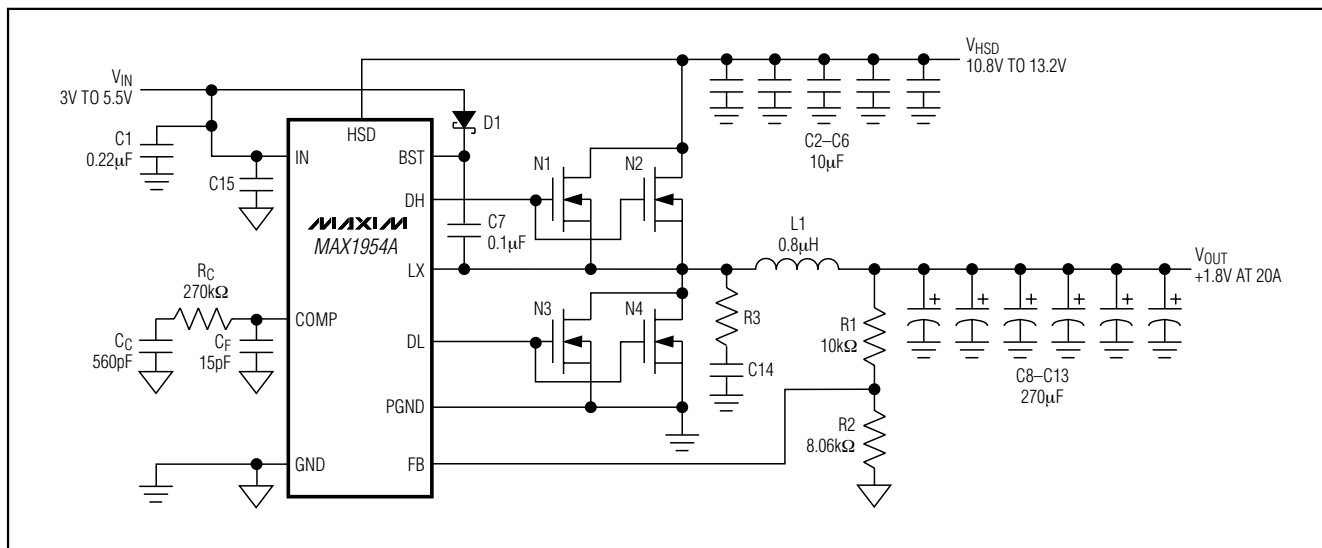 V_IN
3V TO 5.5V
V_HSD
10.8V TO 13.2V
C1
0.22µF
C15
HSD
IN
BST
D1
C2–C6
10µF
DH
N1
N2
MAXIM
MAX1954A
C7
0.1µF
LX
L1
0.8µH
V_OUT
+1.8V AT 20A
R_C
270kΩ
COMP
C_C
560pF
C_F
15pF
DL
N3
N4
R3
C14
R1
10kΩ
C8–C13
270µF
PGND
R2
8.06kΩ
GND
FB
+
+
+
+
+
+